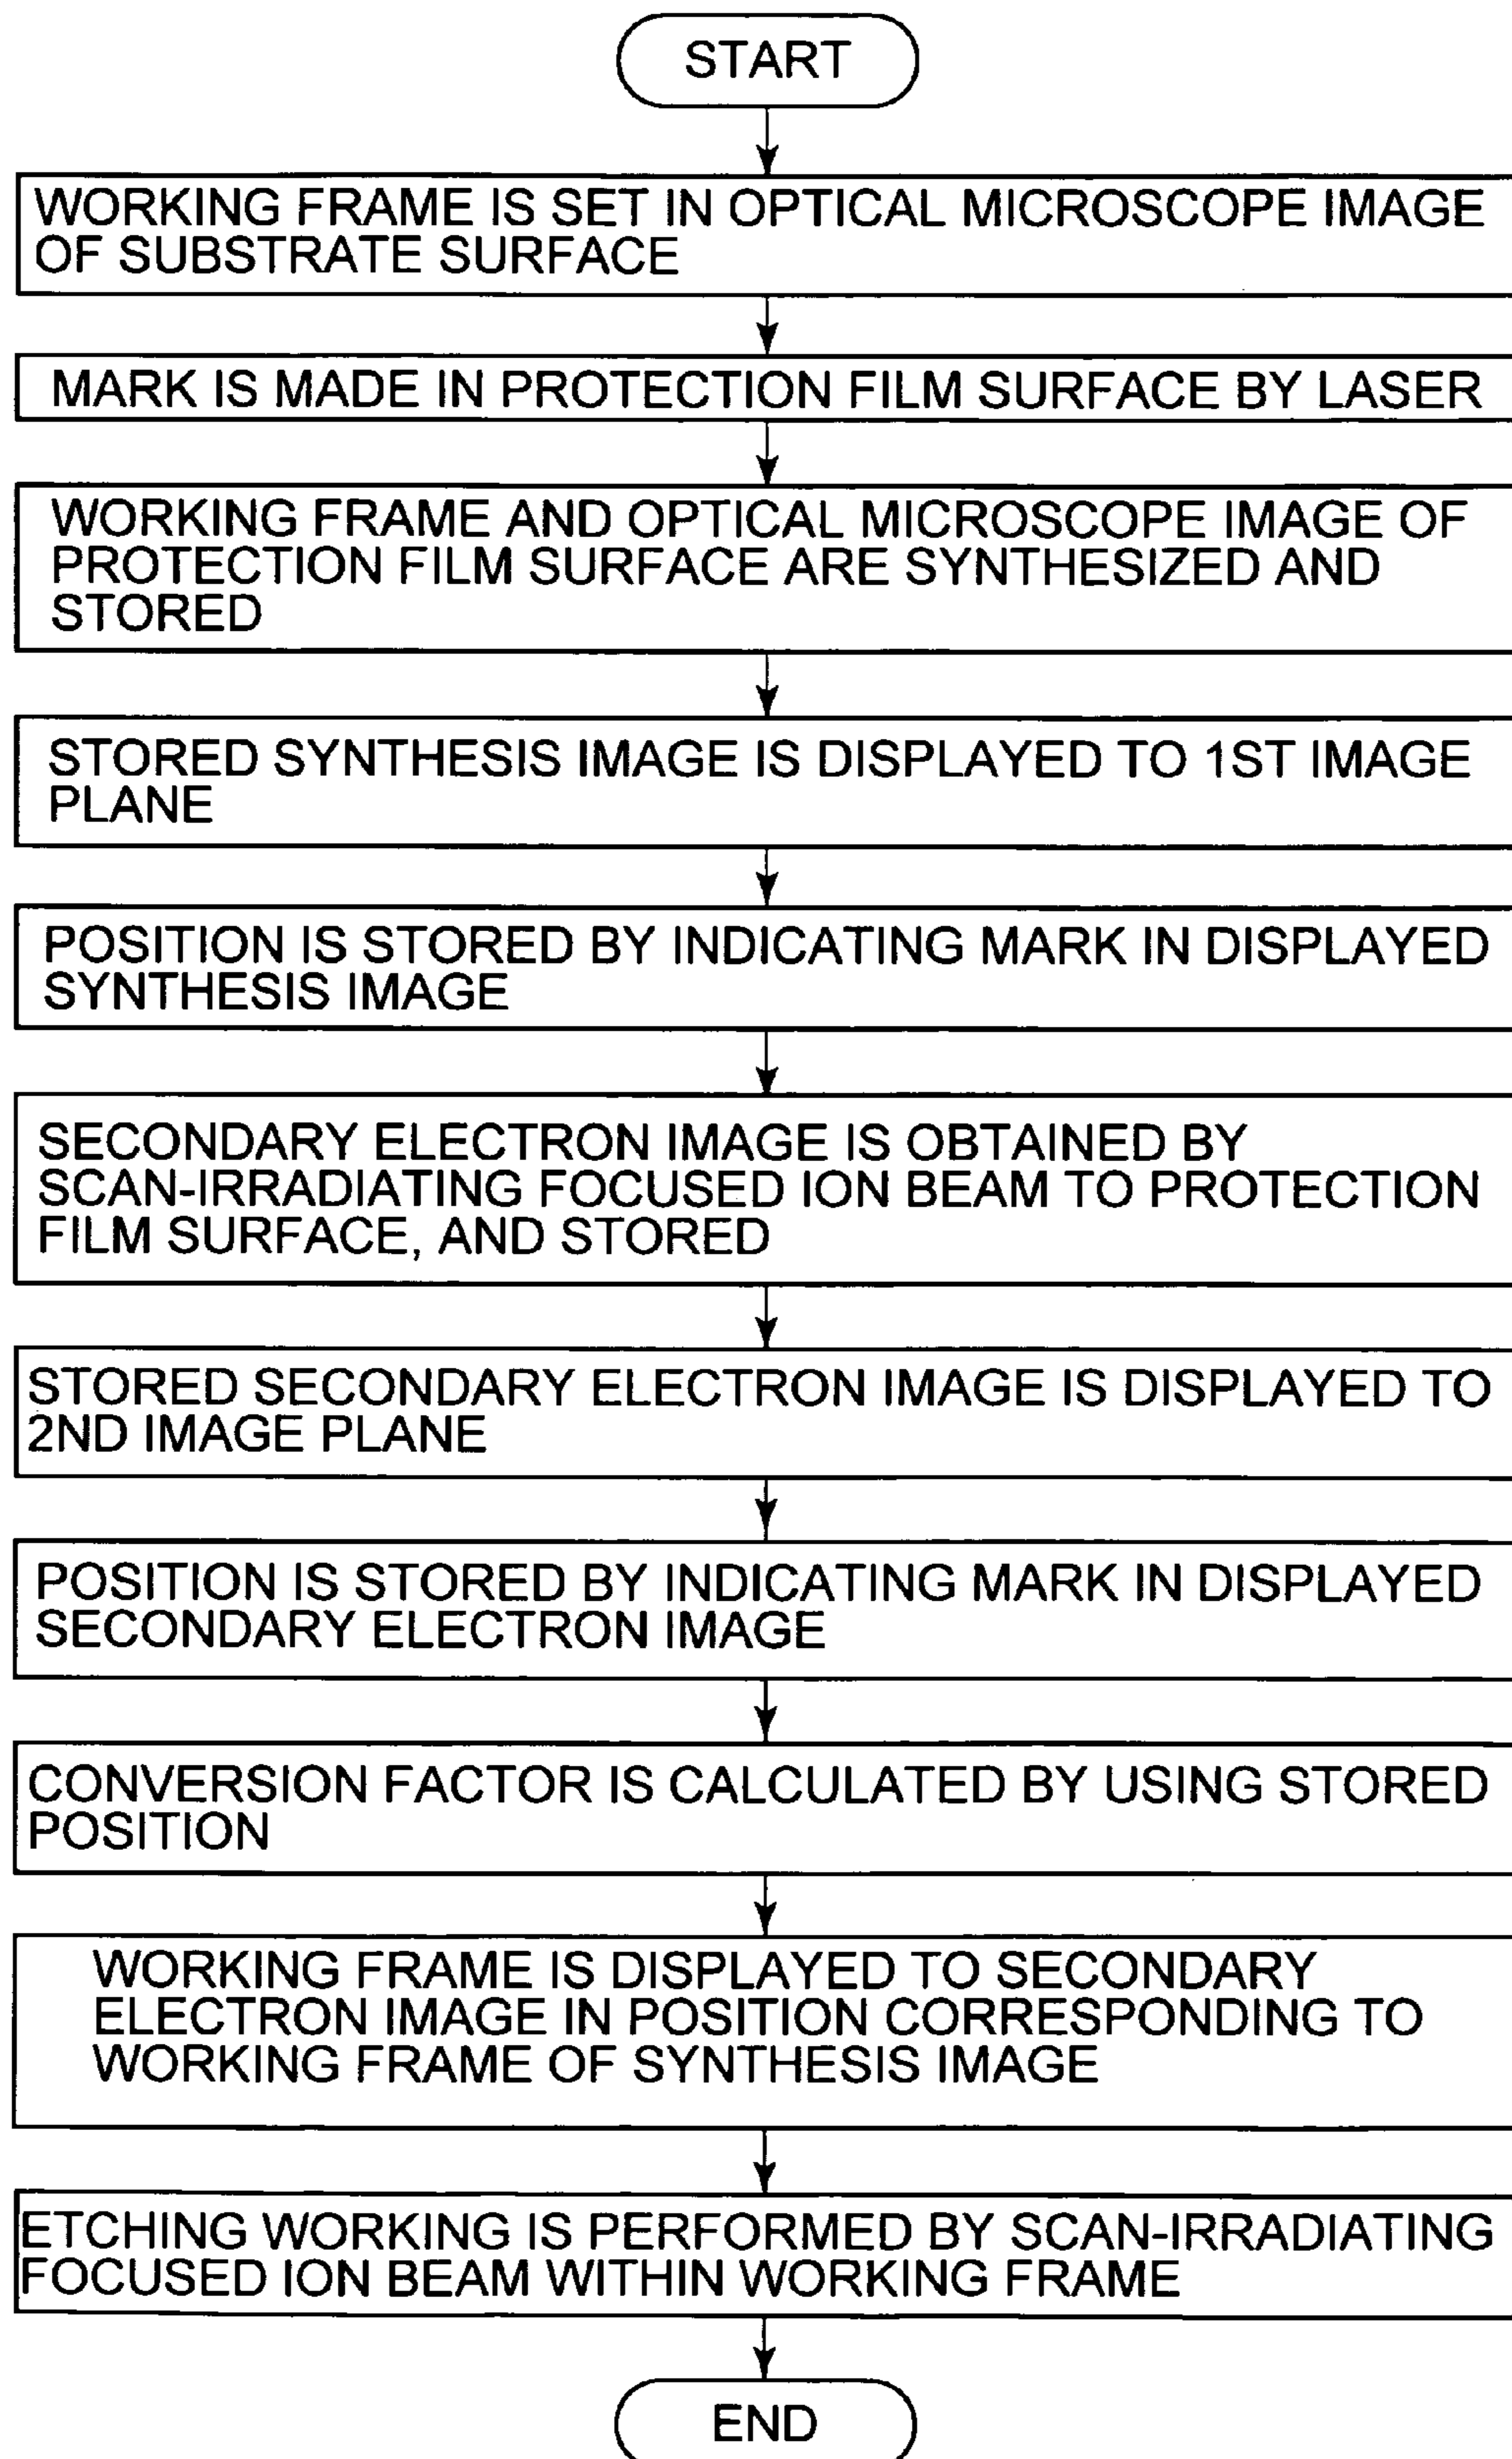 START
WORKING FRAME IS SET IN OPTICAL MICROSCOPE IMAGE
OF SUBSTRATE SURFACE
MARK IS MADE IN PROTECTION FILM SURFACE BY LASER
WORKING FRAME AND OPTICAL MICROSCOPE IMAGE OF
PROTECTION FILM SURFACE ARE SYNTHESIZED AND
STORED
STORED SYNTHESIS IMAGE IS DISPLAYED TO 1ST IMAGE
PLANE
POSITION IS STORED BY INDICATING MARK IN DISPLAYED
SYNTHESIS IMAGE
SECONDARY ELECTRON IMAGE IS OBTAINED BY
SCAN-IRRADIATING FOCUSED ION BEAM TO PROTECTION
FILM SURFACE, AND STORED
STORED SECONDARY ELECTRON IMAGE IS DISPLAYED TO
2ND IMAGE PLANE
POSITION IS STORED BY INDICATING MARK IN DISPLAYED
SECONDARY ELECTRON IMAGE
CONVERSION FACTOR IS CALCULATED BY USING STORED
POSITION
WORKING FRAME IS DISPLAYED TO SECONDARY
ELECTRON IMAGE IN POSITION CORRESPONDING TO
WORKING FRAME OF SYNTHESIS IMAGE
ETCHING WORKING IS PERFORMED BY SCAN-IRRADIATING
FOCUSED ION BEAM WITHIN WORKING FRAME
END